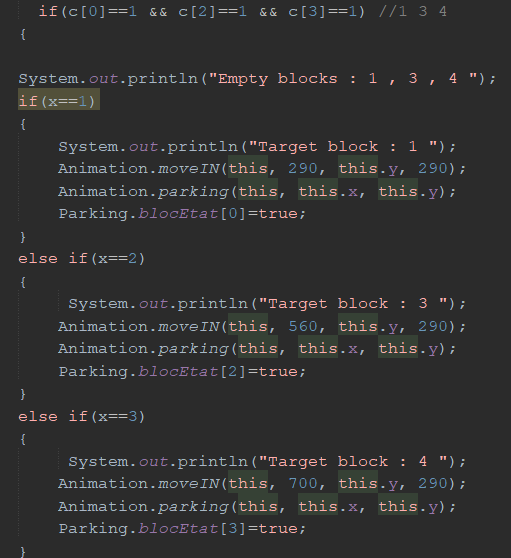 if(c[0]==1 && c[2]==1 && c[3]==1) //1 3 4
{
System.out.println("Empty blocks : 1 , 3 , 4 ");
if(x==1)
{
System.out.println("Target block : 1 ");
Animation.moveIN(this, 290, this.y, 290);
Animation.parking(this, this.x, this.y);
Parking.blocEtat[0]=true;
}
else if(x==2)
{
System.out.println("Target block : 3 ");
Animation.moveIN(this, 560, this.y, 290);
Animation.parking(this, this.x, this.y);
Parking.blocEtat[2]=true;
}
else if(x==3)
{
System.out.println("Target block : 4 ");
Animation.moveIN(this, 700, this.y, 290);
Animation.parking(this, this.x, this.y);
Parking.blocEtat[3]=true;
}